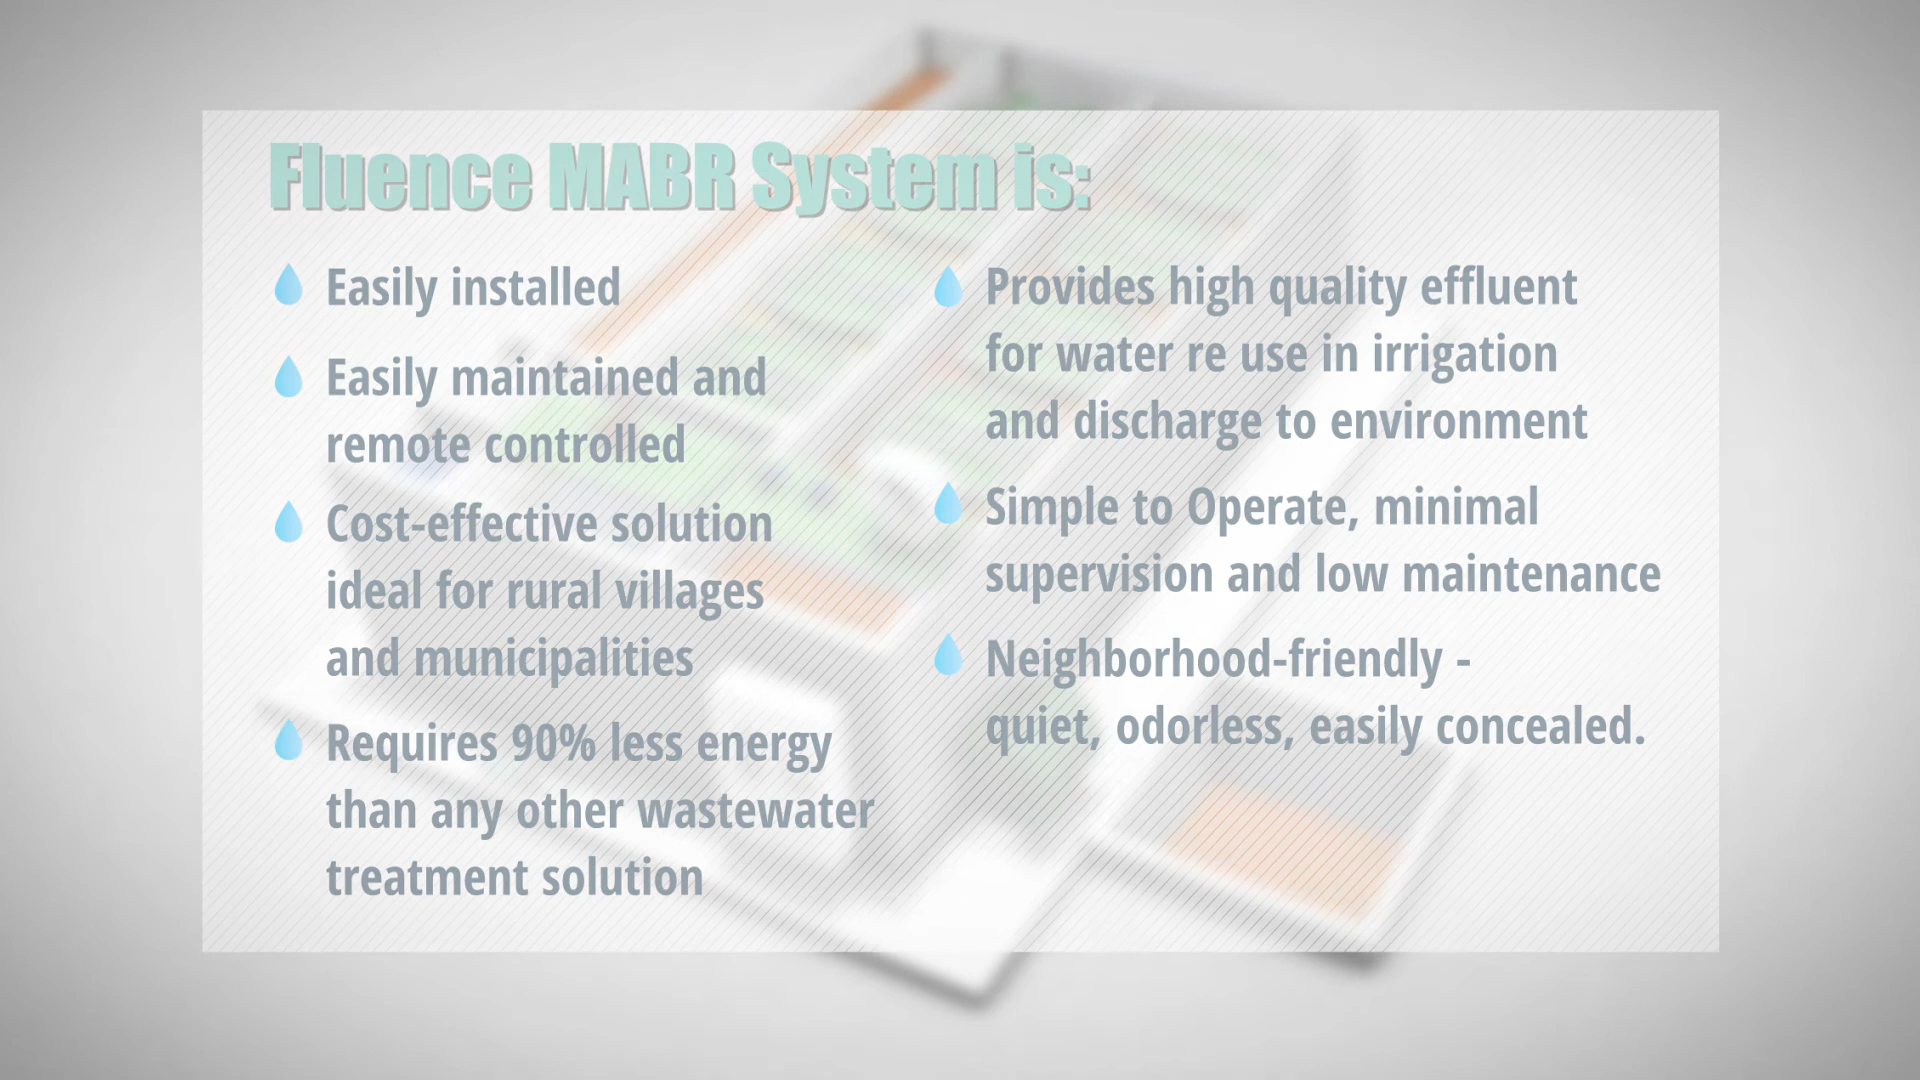 Fluence MABR System is:
Easily installed
Easily maintained and
remote controlled
Cost-effective solution
ideal for rural villages
and municipalities
Requires 90% less energy
than any other wastewater
treatment solution
Provides high quality effluent
for water re use in irrigation
and discharge to environment
Simple to Operate, minimal
supervision and low maintenance
Neighborhood-friendly -
quiet, odorless, easily concealed.